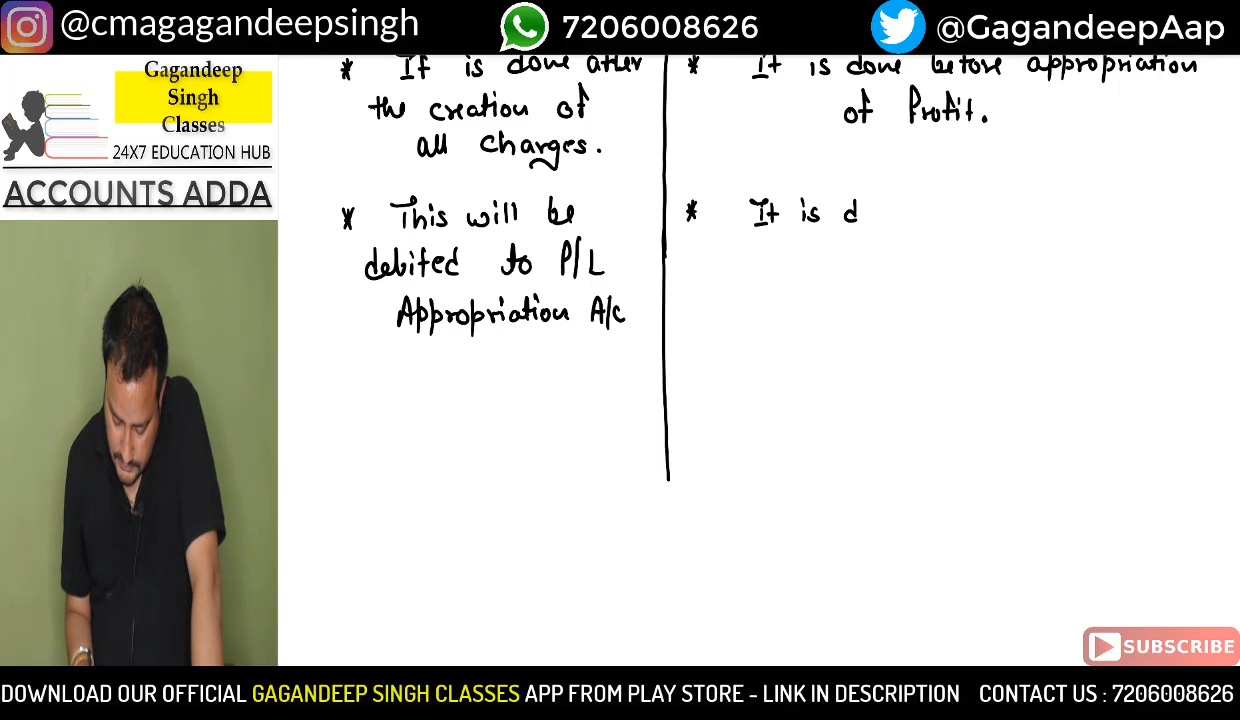 @cmagagandeepsingh
7206008626
@GagandeepAap
Gagandeep
Singh
Classes
24X7 EDUCATION HUB
ACCOUNTS ADDA
* It is done after
the creation of
all charges.
* This will be
debited to P/L
Appropriation A/c
* It is done before appropriation
of Profit.
* It is d
SUBSCRIBE
DOWNLOAD OUR OFFICIAL GAGANDEEP SINGH CLASSES APP FROM PLAY STORE - LINK IN DESCRIPTION CONTACT US : 7206008626